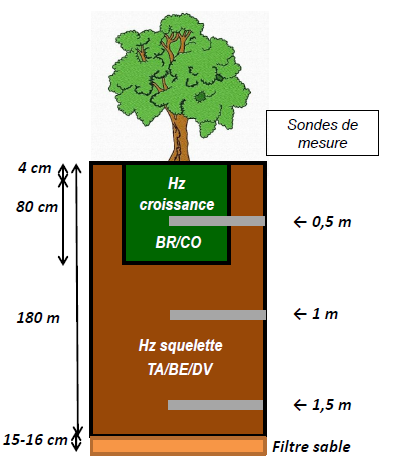 Sondes de
mesure
4 cm
80 cm
Hz
croissance
BR/CO
← 0,5 m
180 m
← 1 m
Hz squelette
TA/BE/DV
← 1,5 m
15-16 cm
Filtre sable